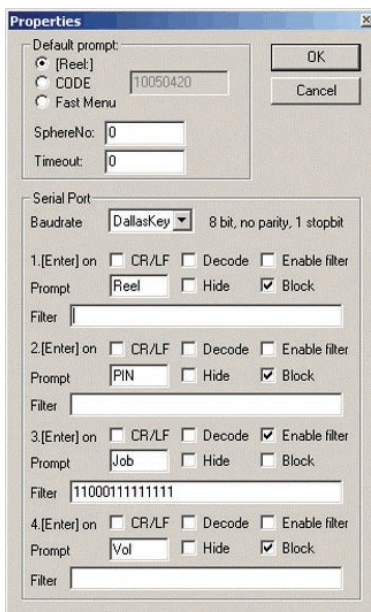 Properties
Default prompt:
[Reel:]
OK
CODE
10050420
Fast Menu
Cancel
SphereNo: 0
Timeout: 0
Serial Port
Baudrate DallasKey 8 bit, no parity, 1 stopbit
1.[Enter] on CR/LF Decode Enable filter
Prompt Reel Hide Block
Filter
2.[Enter] on CR/LF Decode Enable filter
Prompt PIN Hide Block
Filter
3.[Enter] on CR/LF Decode Enable filter
Prompt Job Hide Block
Filter 11000111111111
4.[Enter] on CR/LF Decode Enable filter
Prompt Vol Hide Block
Filter